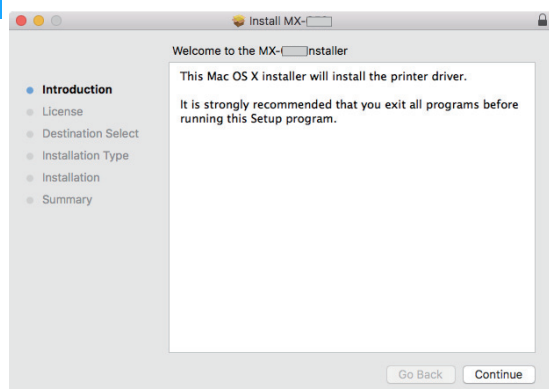 Install MX-
Welcome to the MX- nstaller
Introduction
License
Destination Select
Installation Type
Installation
Summary
This Mac OS X installer will install the printer driver.
It is strongly recommended that you exit all programs before
running this Setup program.
Go Back
Continue